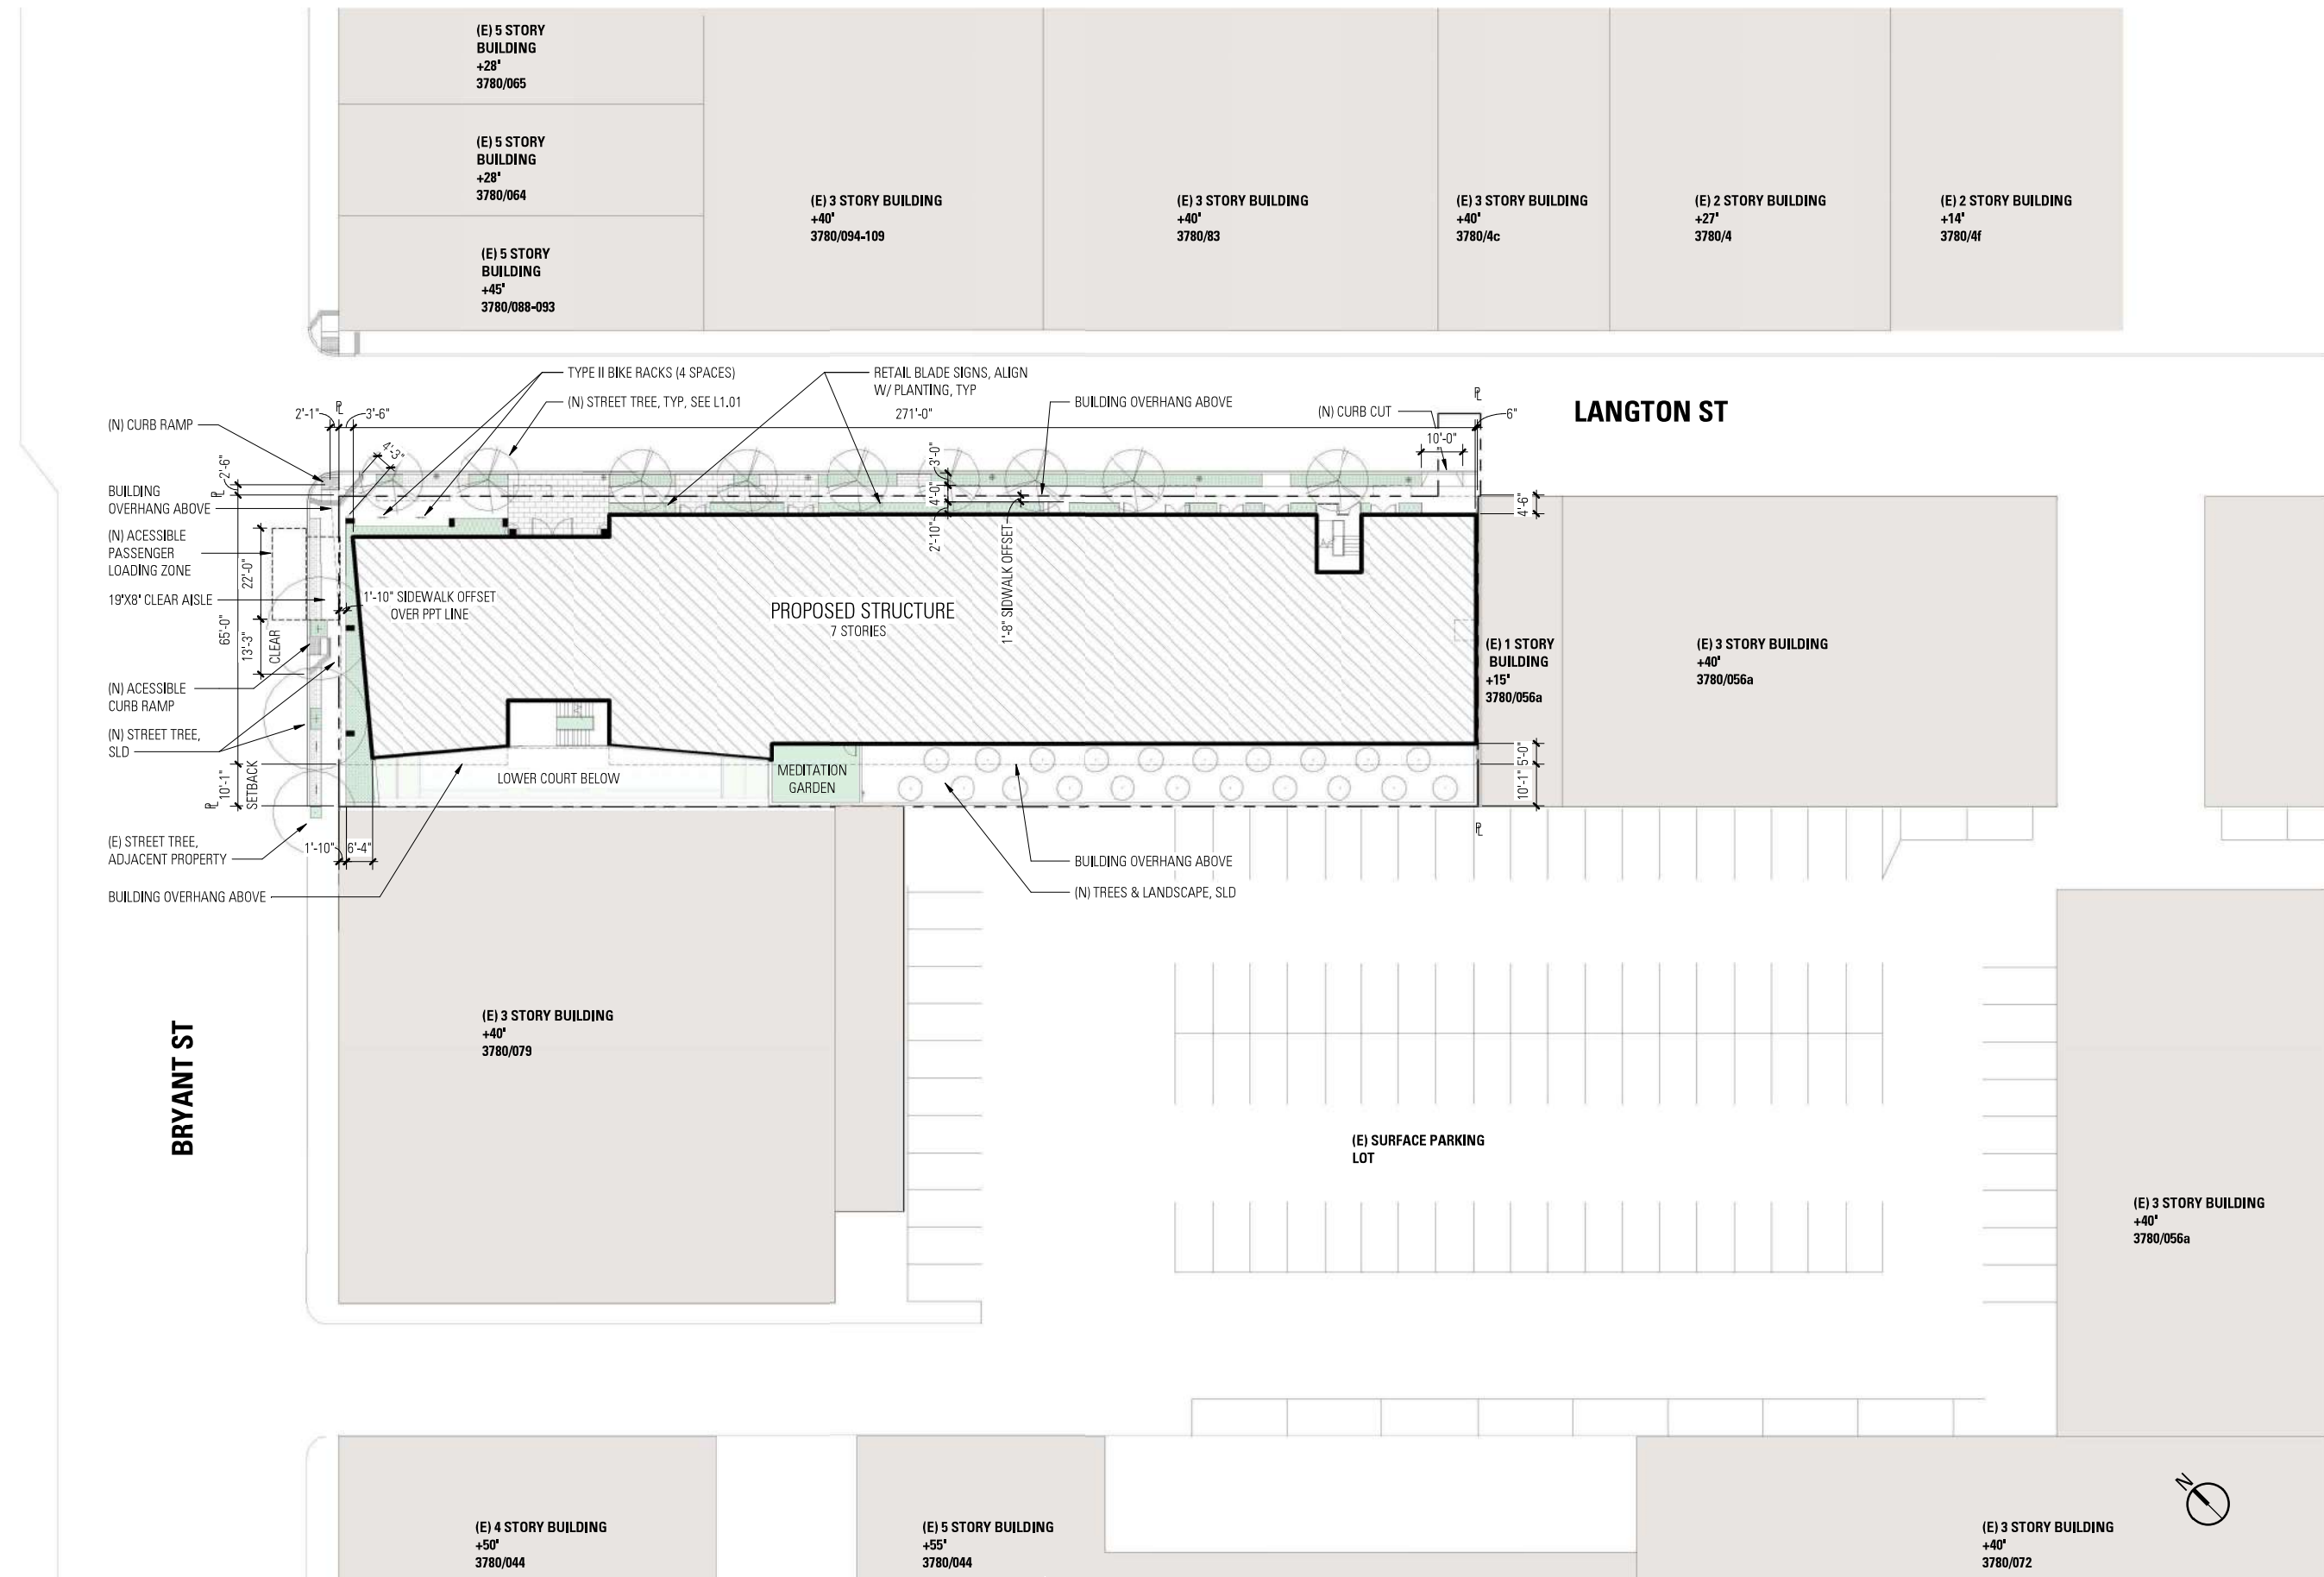 (E) 5 STORY
BUILDING
+28'
3780/065
(E) 5 STORY
BUILDING
+28'
3780/064
(E) 5 STORY
BUILDING
+45'
3780/088-093
(E) 3 STORY BUILDING
+40'
3780/094-109
(E) 3 STORY BUILDING
+40'
3780/83
(E) 3 STORY BUILDING
+40'
3780/4c
(E) 2 STORY BUILDING
+27'
3780/4
(E) 2 STORY BUILDING
+14'
3780/4f
TYPE II BIKE RACKS (4 SPACES)
(N) STREET TREE, TYP, SEE L1.01
RETAIL BLADE SIGNS, ALIGN
W/ PLANTING, TYP
271'-0"
BUILDING OVERHANG ABOVE
(N) CURB CUT
10'-0"
PL
6"
LANGTON ST
2'-1"
PL
3'-6"
4'-3"
(N) CURB RAMP
2'-6"
PL
BUILDING
OVERHANG ABOVE
(N) ACESSIBLE
PASSENGER
LOADING ZONE
19'X8' CLEAR AISLE
22'-0"
65'-0"
13'-3"
CLEAR
(N) ACESSIBLE
CURB RAMP
(N) STREET TREE,
SLD
10'-1"
SETBACK
PL
(E) STREET TREE,
ADJACENT PROPERTY
BUILDING OVERHANG ABOVE
1'-10"
6'-4"
1'-10" SIDEWALK OFFSET
OVER PPT LINE
3'-0"
4'-0"
2'-10"
1'-8" SIDWALK OFFSET
4'-6"
PROPOSED STRUCTURE
7 STORIES
LOWER COURT BELOW
MEDITATION
GARDEN
5'-0"
10'-1"
PL
BUILDING OVERHANG ABOVE
(N) TREES & LANDSCAPE, SLD
(E) 1 STORY
BUILDING
+15'
3780/056a
(E) 3 STORY BUILDING
+40'
3780/056a
BRYANT ST
(E) 3 STORY BUILDING
+40'
3780/079
(E) SURFACE PARKING
LOT
(E) 3 STORY BUILDING
+40'
3780/056a
(E) 4 STORY BUILDING
+50'
3780/044
(E) 5 STORY BUILDING
+55'
3780/044
(E) 3 STORY BUILDING
+40'
3780/072
N